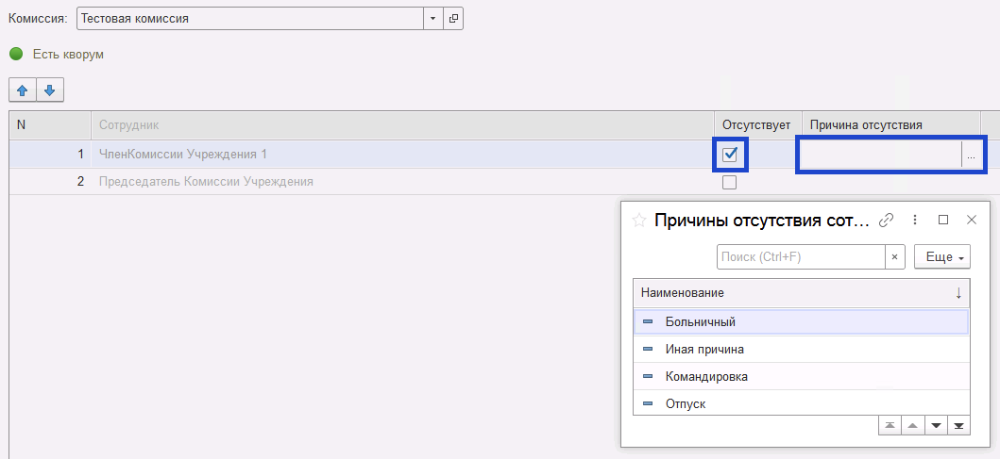 Комиссия: Тестовая комиссия
Есть кворум
N Сотрудник Отсутствует Причина отсутствия
1 ЧленКомиссии Учреждения 1 ...
2 Председатель Комиссии Учреждения
Причины отсутствия сот...
Поиск (Ctrl+F) × Еще
Наименование ↓
Больничный
Иная причина
Командировка
Отпуск